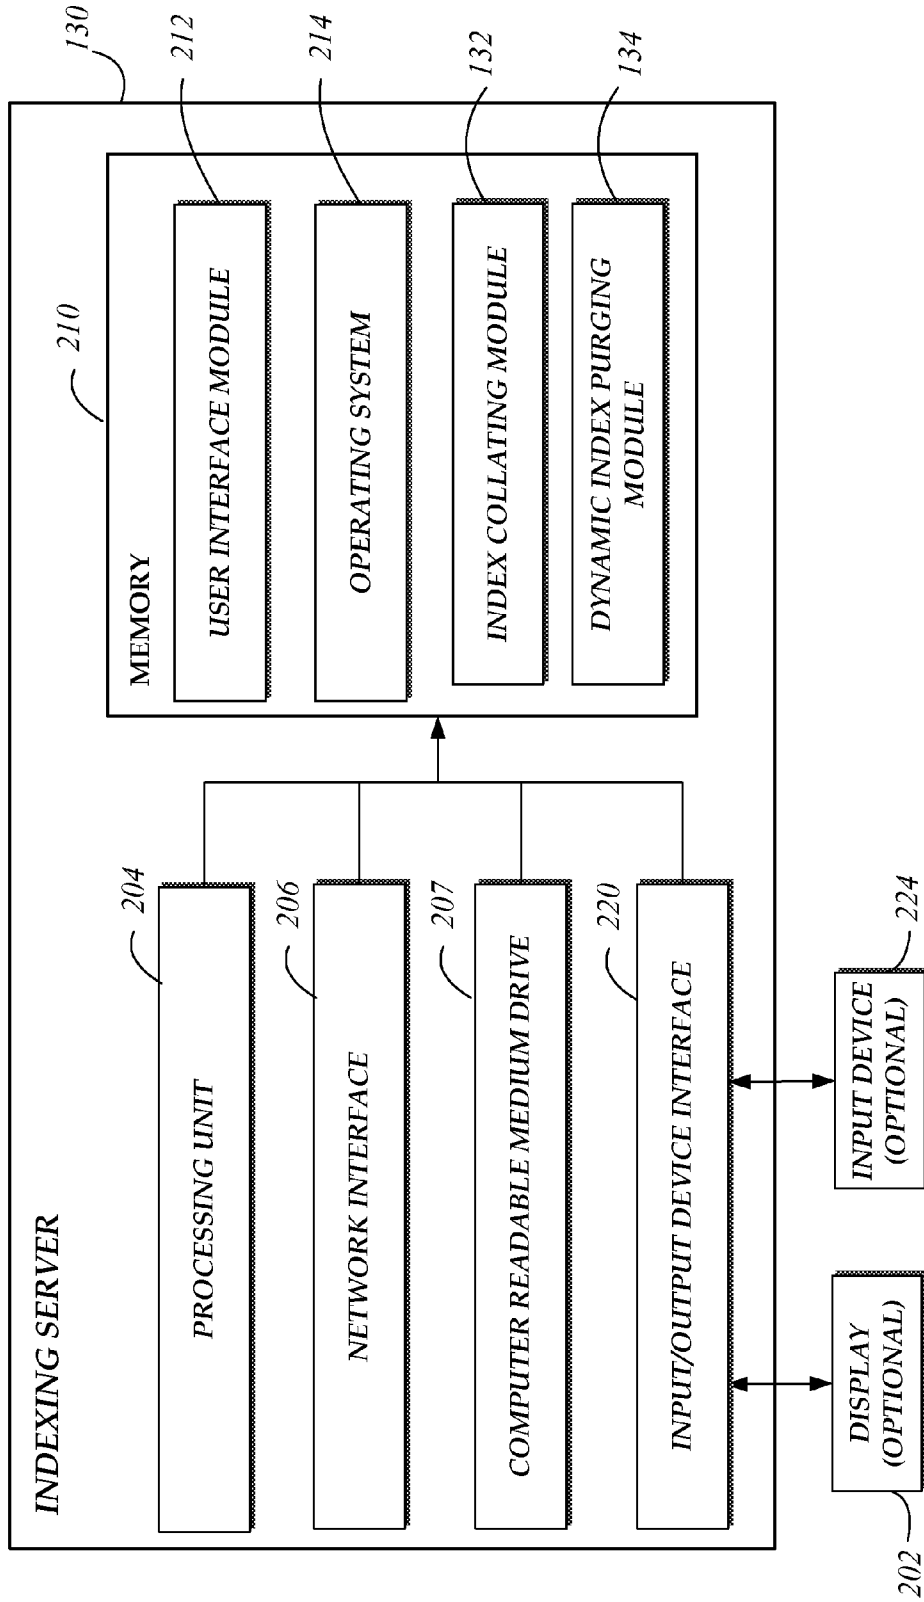 INDEXING SERVER
130
204
PROCESSING UNIT
206
NETWORK INTERFACE
207
COMPUTER READABLE MEDIUM DRIVE
220
INPUT/OUTPUT DEVICE INTERFACE
210
MEMORY
212
USER INTERFACE MODULE
214
OPERATING SYSTEM
132
INDEX COLLATING MODULE
134
DYNAMIC INDEX PURGING
MODULE
202
DISPLAY
(OPTIONAL)
224
INPUT DEVICE
(OPTIONAL)